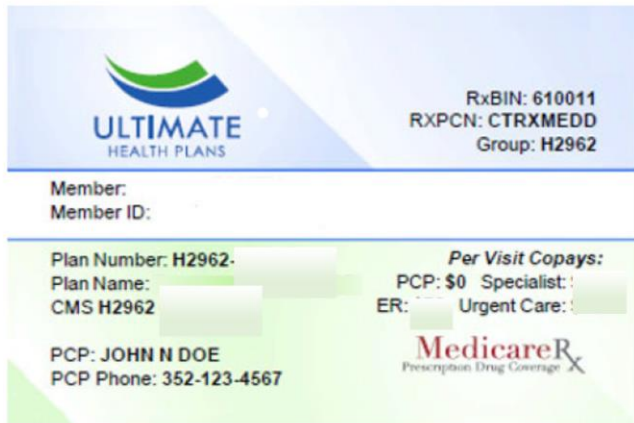 ULTIMATE
HEALTH PLANS
RxBIN: 610011
RXPCN: CTRXMEDD
Group: H2962
Member:
Member ID:
Plan Number: H2962-
Plan Name:
CMS H2962
PCP: JOHN N DOE
PCP Phone: 352-123-4567
Per Visit Copays:
PCP: $0 Specialist:
ER: Urgent Care:
MedicareRx
Prescription Drug Coverage